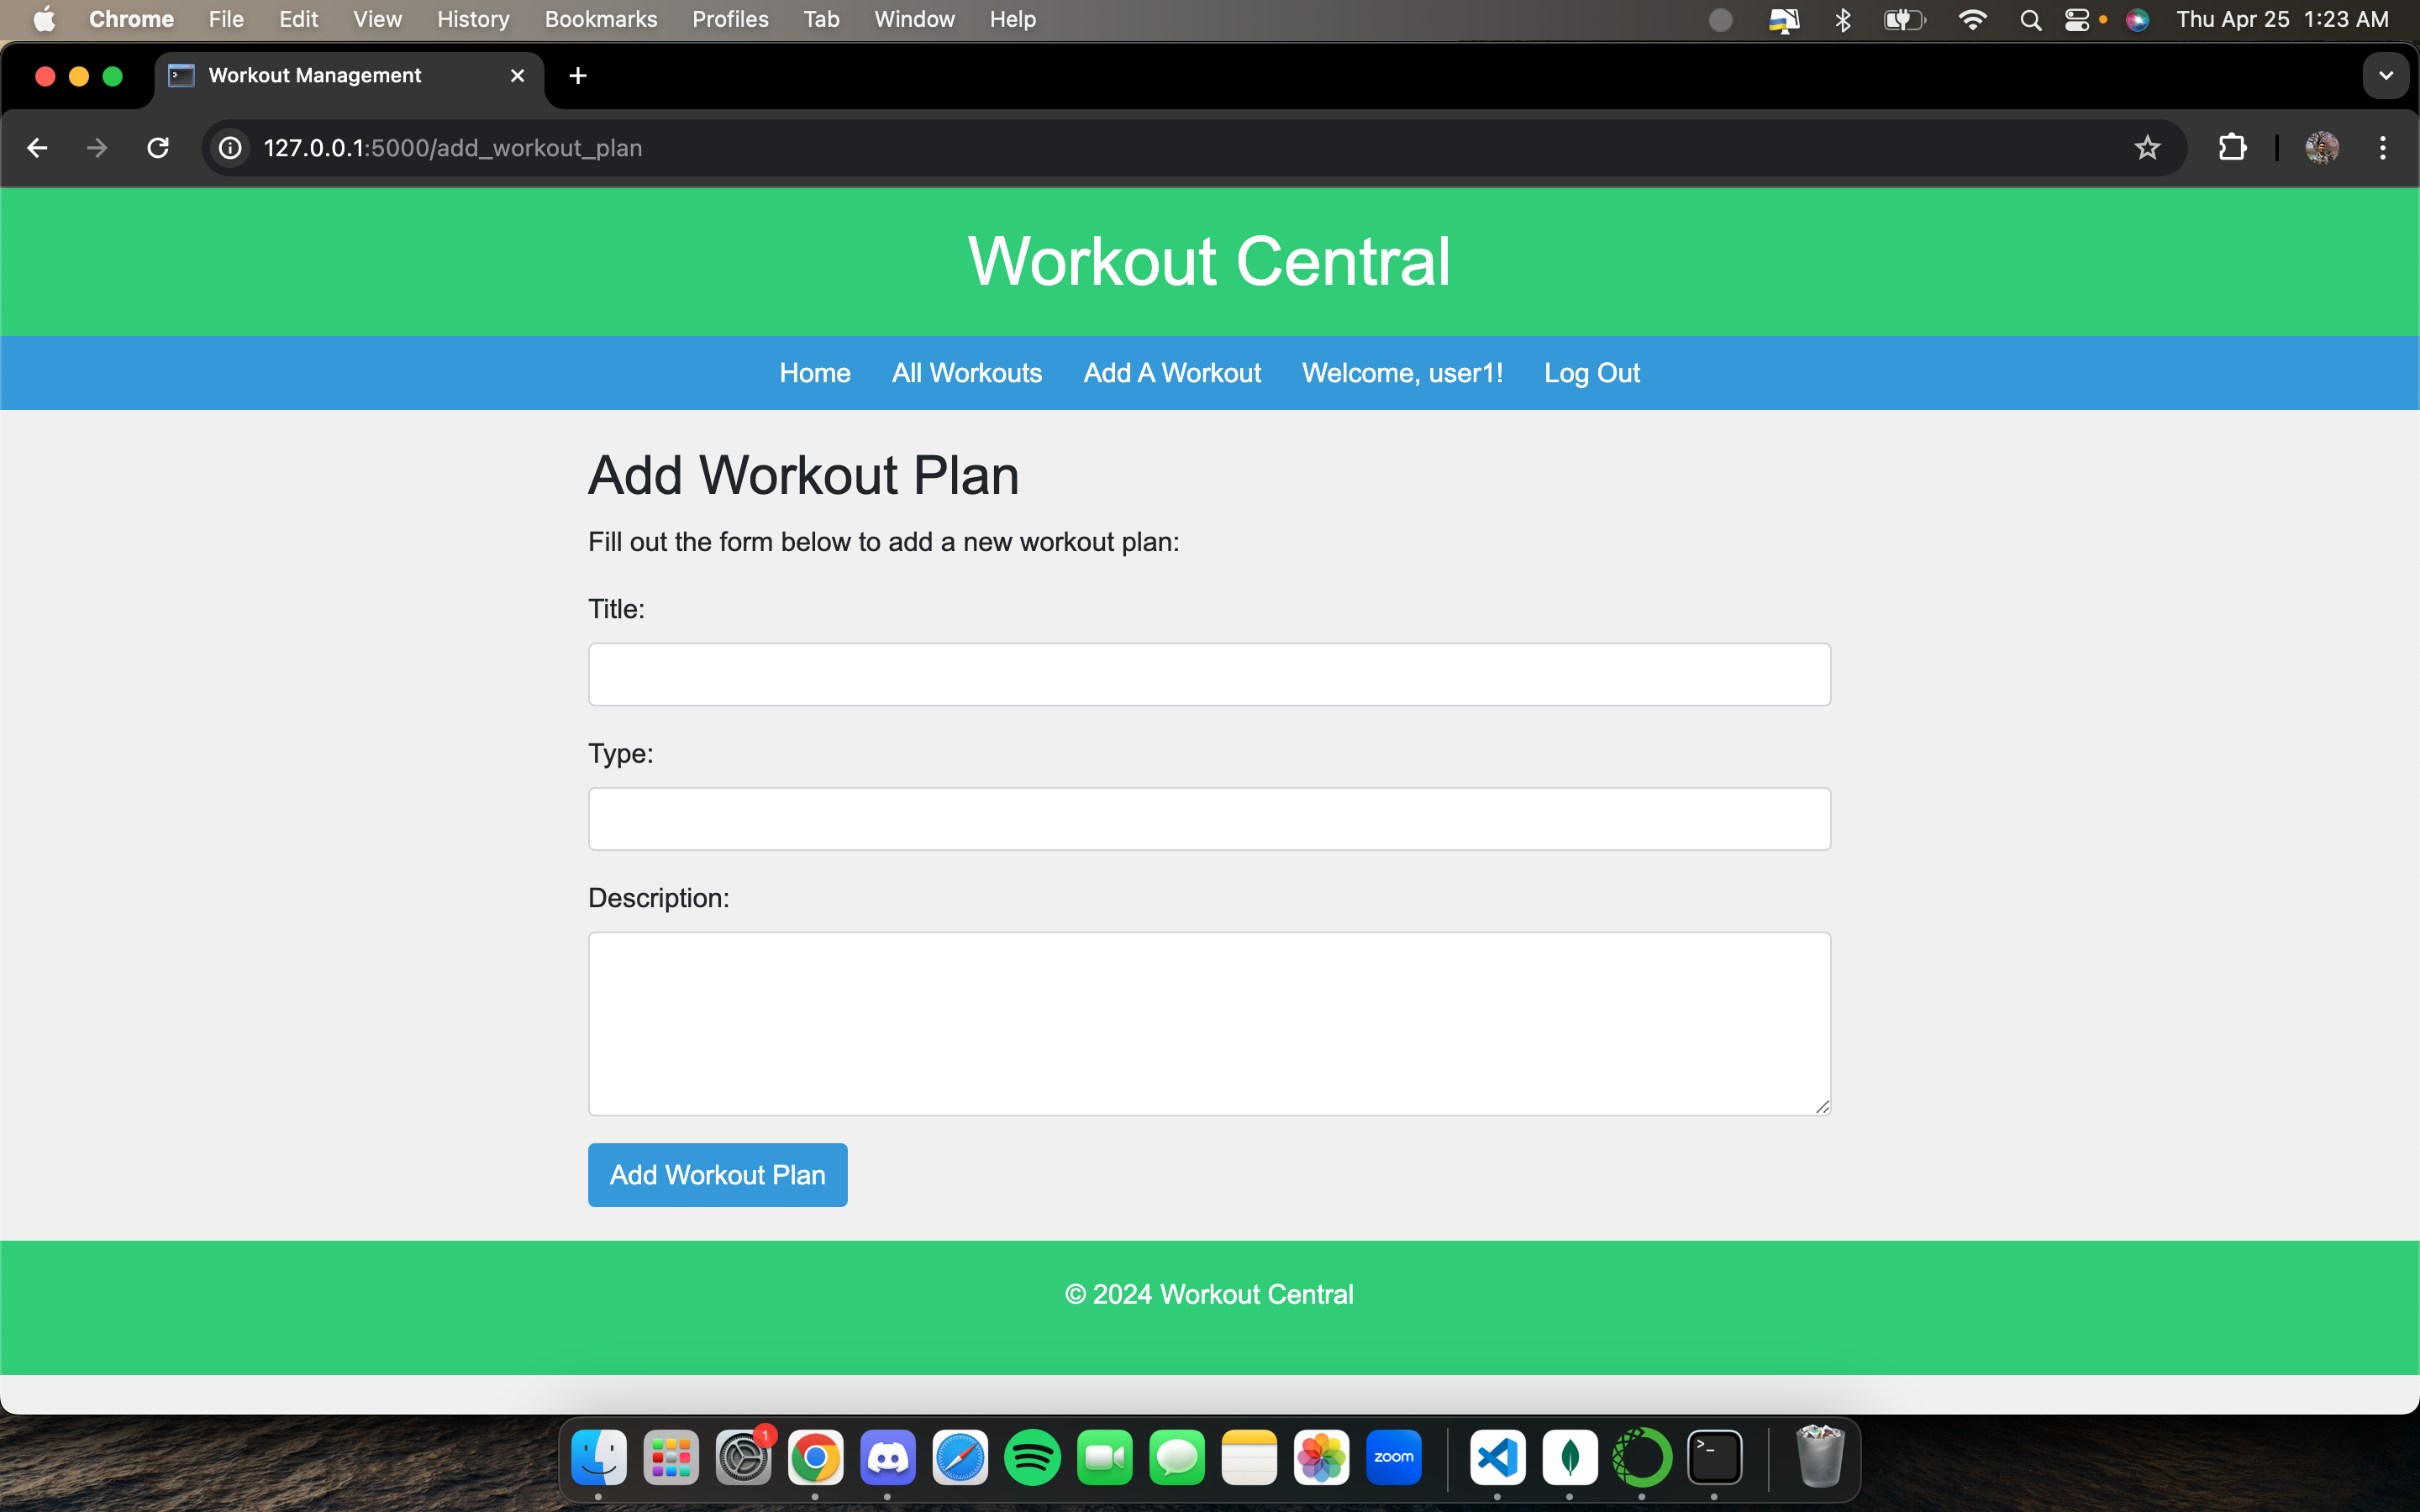 Chrome File Edit View History Bookmarks Profiles Tab Window Help Thu Apr 25 1:23 AM
Workout Management
127.0.0.1:5000/add_workout_plan
Workout Central
Home All Workouts Add A Workout Welcome, user1! Log Out
Add Workout Plan
Fill out the form below to add a new workout plan:
Title:
Type:
Description:
Add Workout Plan
© 2024 Workout Central
1
zoom
>_